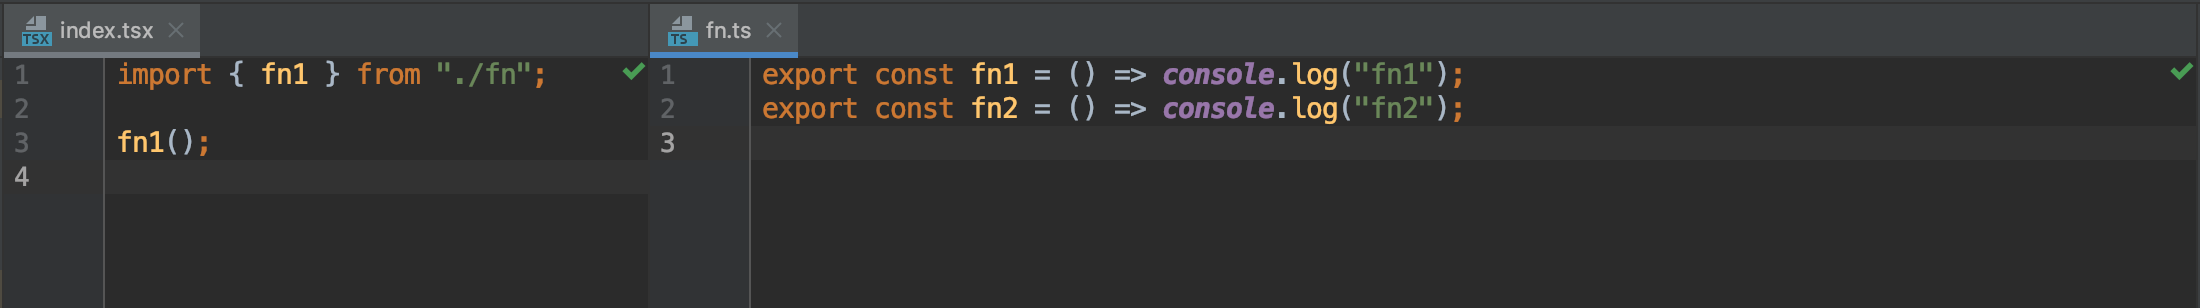 TSX index.tsx
1 import { fn1 } from "./fn";
2
3 fn1();
4
TS fn.ts
1 export const fn1 = () => console.log("fn1");
2 export const fn2 = () => console.log("fn2");
3